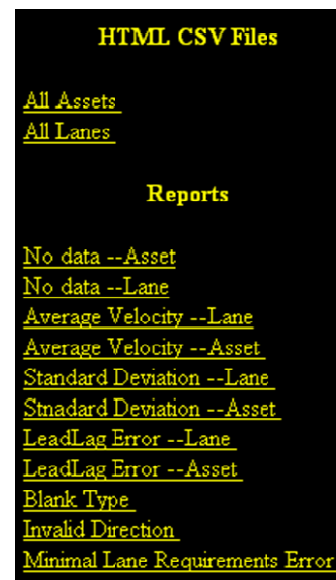 HTML CSV Files
All Assets
All Lanes
Reports
No data --Asset
No data --Lane
Average Velocity --Lane
Average Velocity --Asset
Standard Deviation --Lane
Stnadard Deviation --Asset
LeadLag Error --Lane
LeadLag Error --Asset
Blank Type
Invalid Direction
Minimal Lane Requirements Error